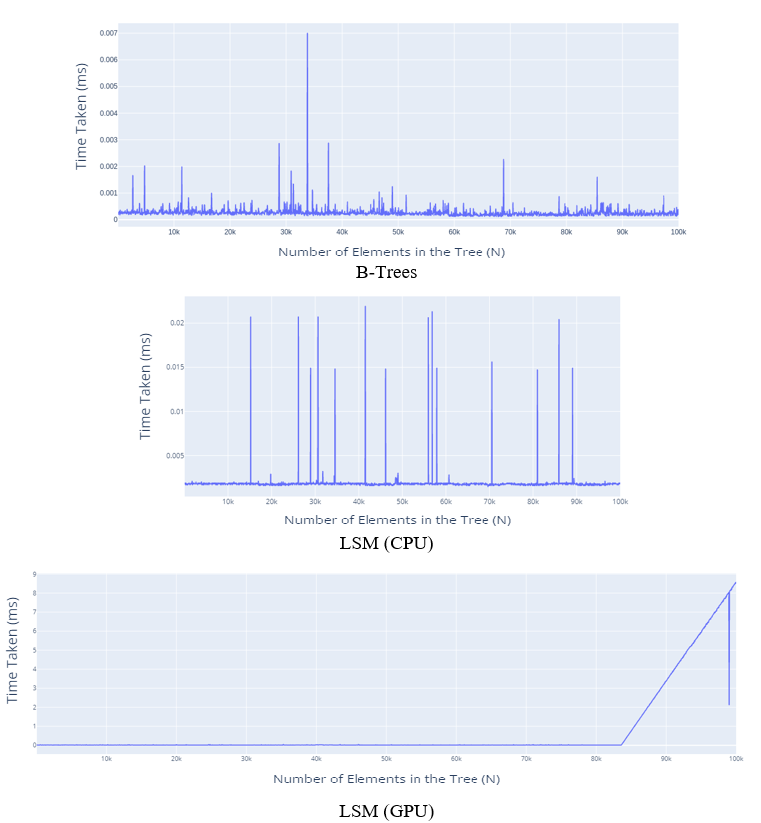 0.007
0.006
0.005
0.004
0.003
0.002
0.001
0
Time Taken (ms)
10k 20k 30k 40k 50k 60k 70k 80k 90k 100k
Number of Elements in the Tree (N)
B-Trees
0.02
0.015
0.01
0.005
Time Taken (ms)
10k 20k 30k 40k 50k 60k 70k 80k 90k 100k
Number of Elements in the Tree (N)
LSM (CPU)
9
8
7
6
5
4
3
2
1
0
Time Taken (ms)
10k 20k 30k 40k 50k 60k 70k 80k 90k 100k
Number of Elements in the Tree (N)
LSM (GPU)